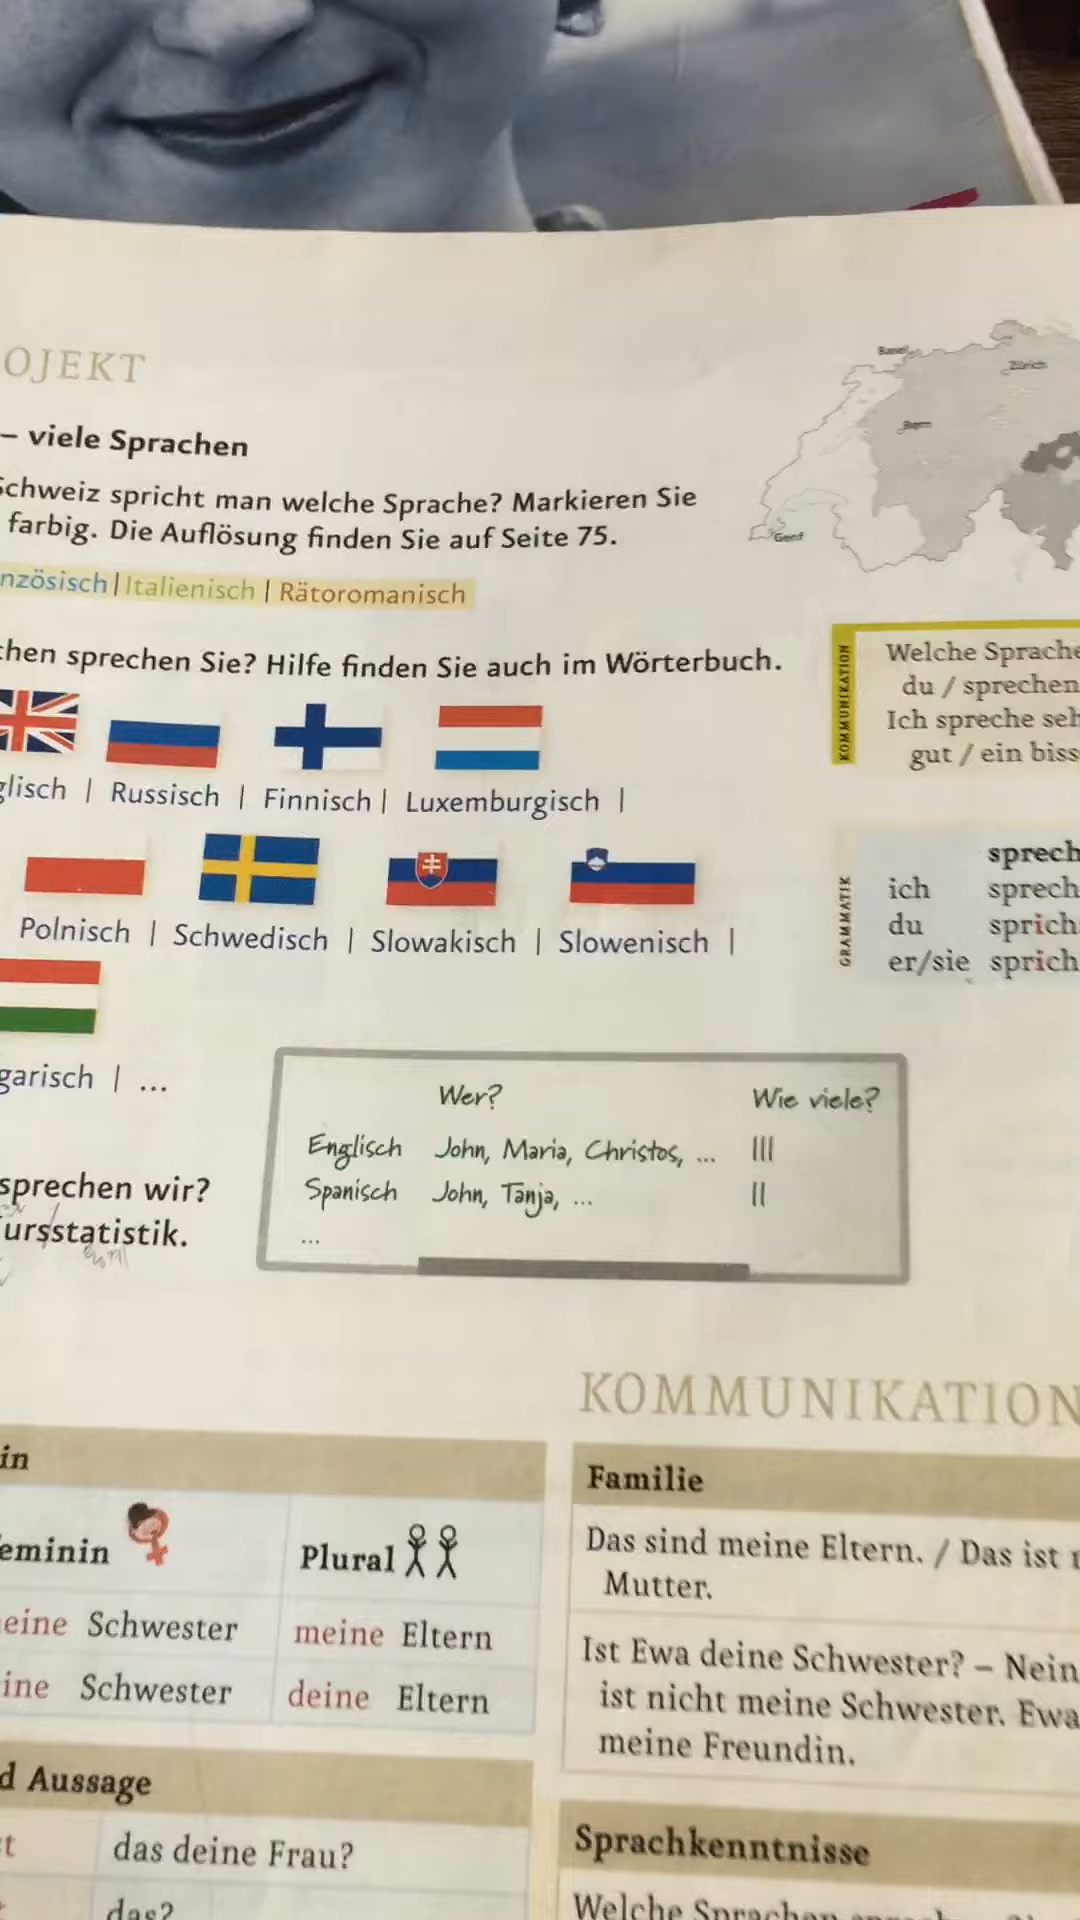 OJEKT
Basel
Zürich
Bern
Genf
– viele Sprachen
Schweiz spricht man welche Sprache? Markieren Sie
farbig. Die Auflösung finden Sie auf Seite 75.
nzösisch | Italienisch | Rätoromanisch
chen sprechen Sie? Hilfe finden Sie auch im Wörterbuch.
glisch | Russisch | Finnisch | Luxemburgisch |
Polnisch | Schwedisch | Slowakisch | Slowenisch |
garisch | ...
KOMMUNIKATION
Welche Sprache
du / sprechen
Ich spreche seh
gut / ein biss
GRAMMATIK
sprech
ich sprech
du sprich
er/sie sprich
Wer? Wie viele?
Englisch John, Maria, Christos, ... |||
Spanisch John, Tanja, ... ||
...
sprechen wir?
ursstatistik.
KOMMUNIKATION
in
eminin Plural
eine Schwester meine Eltern
ine Schwester deine Eltern
d Aussage
t das deine Frau?
das?
Familie
Das sind meine Eltern. / Das ist
Mutter.
Ist Ewa deine Schwester? – Nein
ist nicht meine Schwester. Ewa
meine Freundin.
Sprachkenntnisse
Welche Sprachen